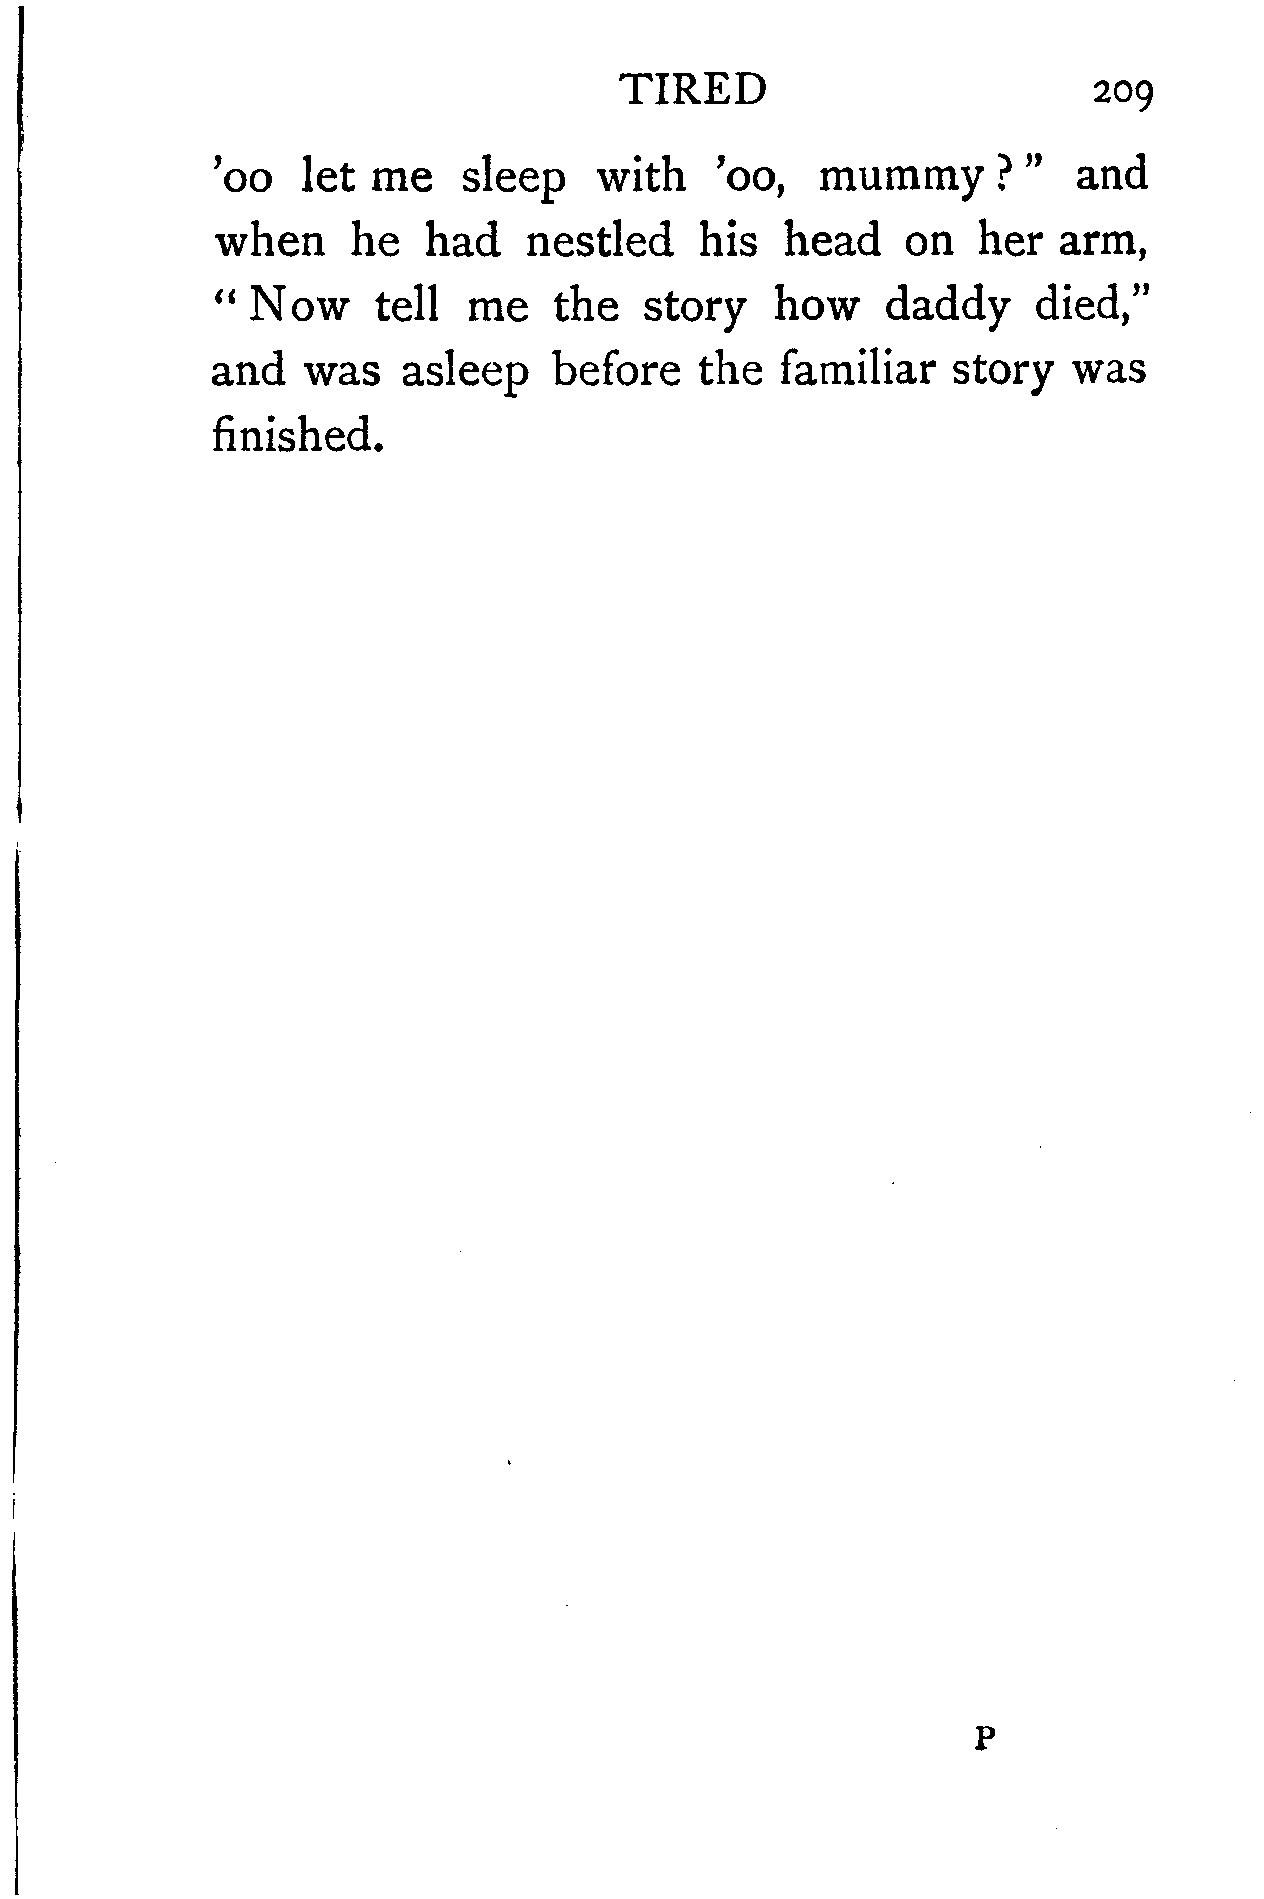 TIRED 209
'oo let me sleep with 'oo, mummy?" and
when he had nestled his head on her arm,
"Now tell me the story how daddy died,"
and was asleep before the familiar story was
finished.
P